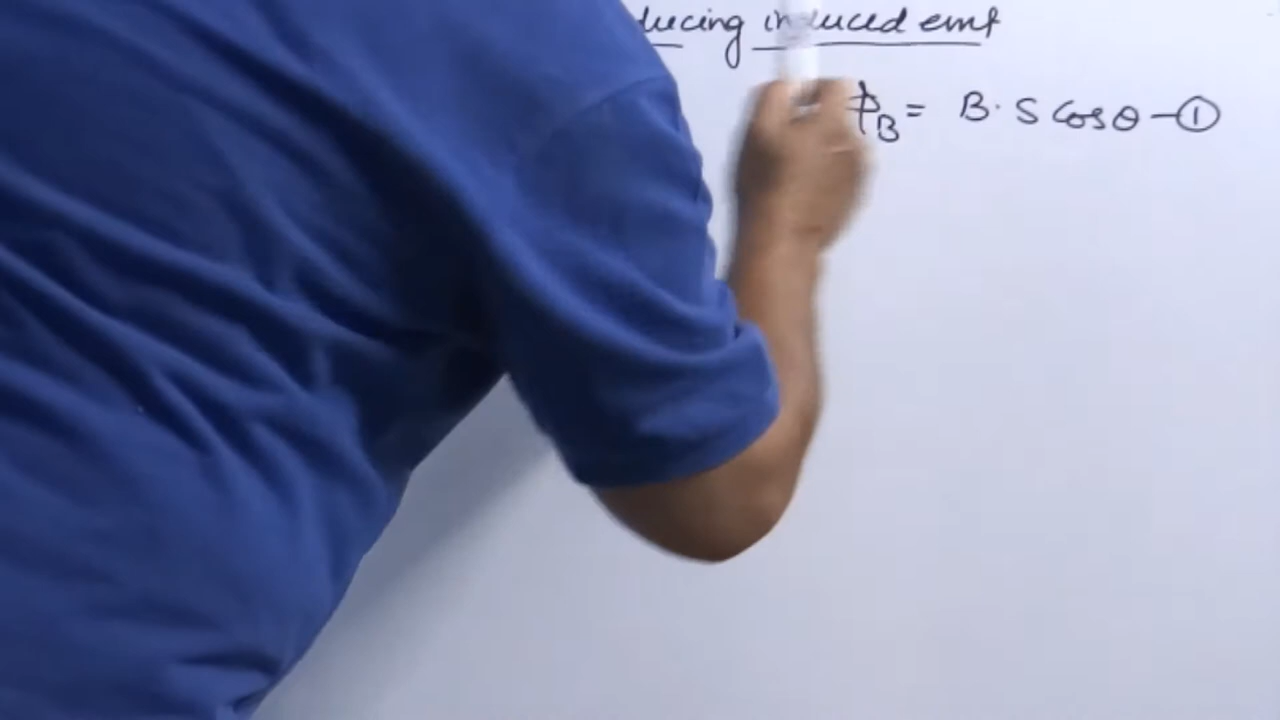 ducing induced emf
ϕB = B · S Cosθ — ①